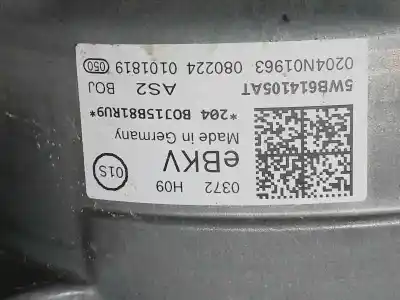 0372 H09 01S
eBKV
Made in Germany
*204 BOJ15B81RU9*
AS2 BOJ
5WB614105AT
0204N01963 080224 0101819 050